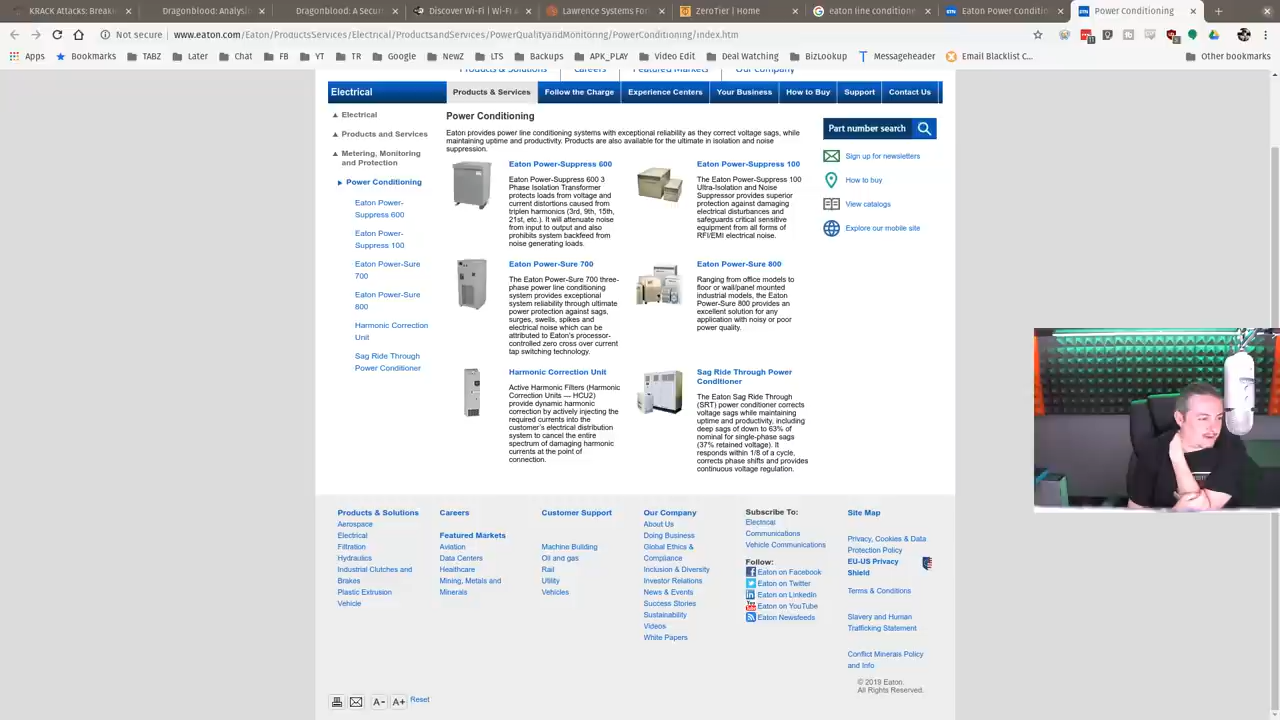 KRACK Attacks: Breaki
Dragonblood: Analyzin
Dragonblood: A Securi
Discover Wi-Fi | Wi-Fi
Lawrence Systems Foru
ZeroTier | Home
eaton line conditioni
Eaton Power Conditio
Power Conditioning
Not secure
www.eaton.com/Eaton/ProductsServices/Electrical/ProductsandServices/PowerQualityandMonitoring/PowerConditioning/index.htm
Apps
Bookmarks
TABZ
Later
Clients
FB
YT
TR
Google
NewZ
LTS
Backups
APK_PLAY
Video Edit
Deal Watching
BizLookup
Messageheader
Email Blacklist C...
Other bookmarks
Products & Solutions
Careers
Featured Markets
Our Company
Electrical
Products & Services
Follow the Charge
Experience Centers
Your Business
How to Buy
Support
Contact Us
Electrical
Products and Services
Metering, Monitoring
and Protection
Power Conditioning
Eaton Power-
Suppress 600
Eaton Power-
Suppress 100
Eaton Power-Sure
700
Eaton Power-Sure
800
Harmonic Correction
Unit
Sag Ride Through
Power Conditioner
Power Conditioning
Eaton provides power line conditioning systems with exceptional reliability as they correct voltage sags, while
maintaining uptime and productivity. Products are also available for the ultimate in isolation and noise
suppression.
Eaton Power-Suppress 600
Eaton Power-Suppress 600 3
Phase Isolation Transformer
protects loads from voltage and
current distortions caused from
triplen harmonics (3rd, 9th, 15th,
21st, etc.). It will attenuate noise
from input to output and also
prohibits system backfeed from
noise generating loads.
Eaton Power-Suppress 100
The Eaton Power-Suppress 100
Ultra-Isolation and Noise
Suppressor provides superior
protection against damaging
electrical disturbances and
safeguards critical sensitive
equipment from all forms of
RFI/EMI electrical noise.
Eaton Power-Sure 700
The Eaton Power-Sure 700 three-
phase power line conditioning
system provides exceptional
system reliability through ultimate
power protection against sags,
surges, swells, spikes and
electrical noise which can be
attributed to Eaton's processor-
controlled zero cross over current
tap switching technology.
Eaton Power-Sure 800
Ranging from office models to
floor or wall/panel mounted
industrial models, the Eaton
Power-Sure 800 provides an
excellent solution for any
application with noisy or poor
power quality.
Harmonic Correction Unit
Active Harmonic Filters (Harmonic
Correction Units — HCU2)
provide dynamic harmonic
correction by actively injecting the
required currents into the
customer's electrical distribution
system to cancel the entire
spectrum of damaging harmonic
currents at the point of
connection.
Sag Ride Through Power
Conditioner
The Eaton Sag Ride Through
(SRT) power conditioner corrects
voltage sags while maintaining
uptime and productivity, including
deep sags of down to 63% of
nominal for single-phase sags
(37% retained voltage). It
responds within 1/8 of a cycle,
corrects phase shifts and provides
continuous voltage regulation.
Part number search
Sign up for newsletters
How to buy
View catalogs
Explore our mobile site
Products & Solutions
Aerospace
Electrical
Filtration
Hydraulics
Industrial Clutches and
Brakes
Plastic Extrusion
Vehicle
Careers
Featured Markets
Aviation
Data Centers
Healthcare
Mining, Metals and
Minerals
Customer Support
Machine Building
Oil and gas
Rail
Utility
Vehicles
Our Company
About Us
Doing Business
Global Ethics &
Compliance
Inclusion & Diversity
Investor Relations
News & Events
Success Stories
Sustainability
Videos
White Papers
Subscribe To:
Electrical
Communications
Vehicle Communications
Follow:
Eaton on Facebook
Eaton on Twitter
Eaton on LinkedIn
Eaton on YouTube
Eaton Newsfeeds
Site Map
Privacy, Cookies & Data
Protection Policy
EU-US Privacy
Shield
Terms & Conditions
Slavery and Human
Trafficking Statement
Conflict Minerals Policy
and Info
© 2019 Eaton.
All Rights Reserved.
A-
A+
Reset